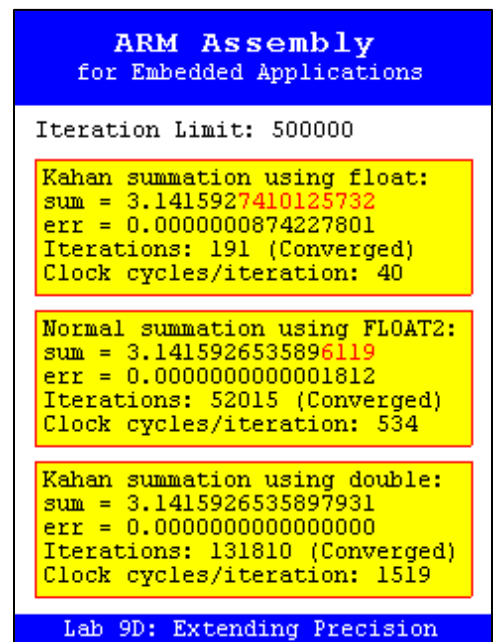 ARM Assembly
for Embedded Applications
Iteration Limit: 500000
Kahan summation using float:
sum = 3.1415927410125732
err = 0.0000000874227801
Iterations: 191 (Converged)
Clock cycles/iteration: 40
Normal summation using FLOAT2:
sum = 3.1415926535896119
err = 0.0000000000001812
Iterations: 52015 (Converged)
Clock cycles/iteration: 534
Kahan summation using double:
sum = 3.1415926535897931
err = 0.0000000000000000
Iterations: 131810 (Converged)
Clock cycles/iteration: 1519
Lab 9D: Extending Precision